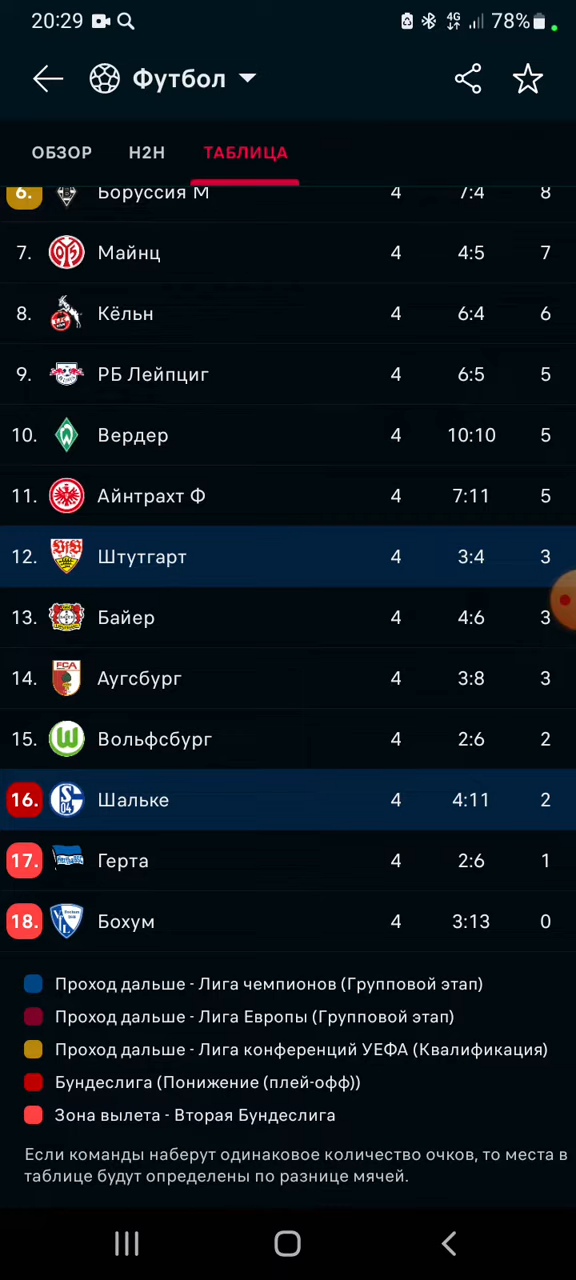 20:29 4G 78%
Футбол
ОБЗОР H2H ТАБЛИЦА
6. Боруссия М 4 7:4 8
7. Майнц 4 4:5 7
8. Кёльн 4 6:4 6
9. РБ Лейпциг 4 6:5 5
10. Вердер 4 10:10 5
11. Айнтрахт Ф 4 7:11 5
12. Штутгарт 4 3:4 3
13. Байер 4 4:6 3
14. Аугсбург 4 3:8 3
15. Вольфсбург 4 2:6 2
16. Шальке 4 4:11 2
17. Герта 4 2:6 1
18. Бохум 4 3:13 0
Проход дальше - Лига чемпионов (Групповой этап)
Проход дальше - Лига Европы (Групповой этап)
Проход дальше - Лига конференций УЕФА (Квалификация)
Бундеслига (Понижение (плей-офф))
Зона вылета - Вторая Бундеслига
Если команды наберут одинаковое количество очков, то места в
таблице будут определены по разнице мячей.